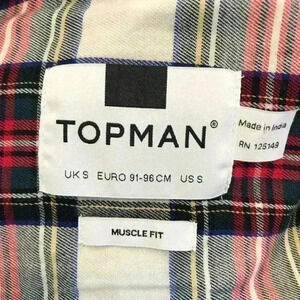 TOPMAN®
UK S EURO 91-96CM US S
Made in India
RN 125149
MUSCLE FIT